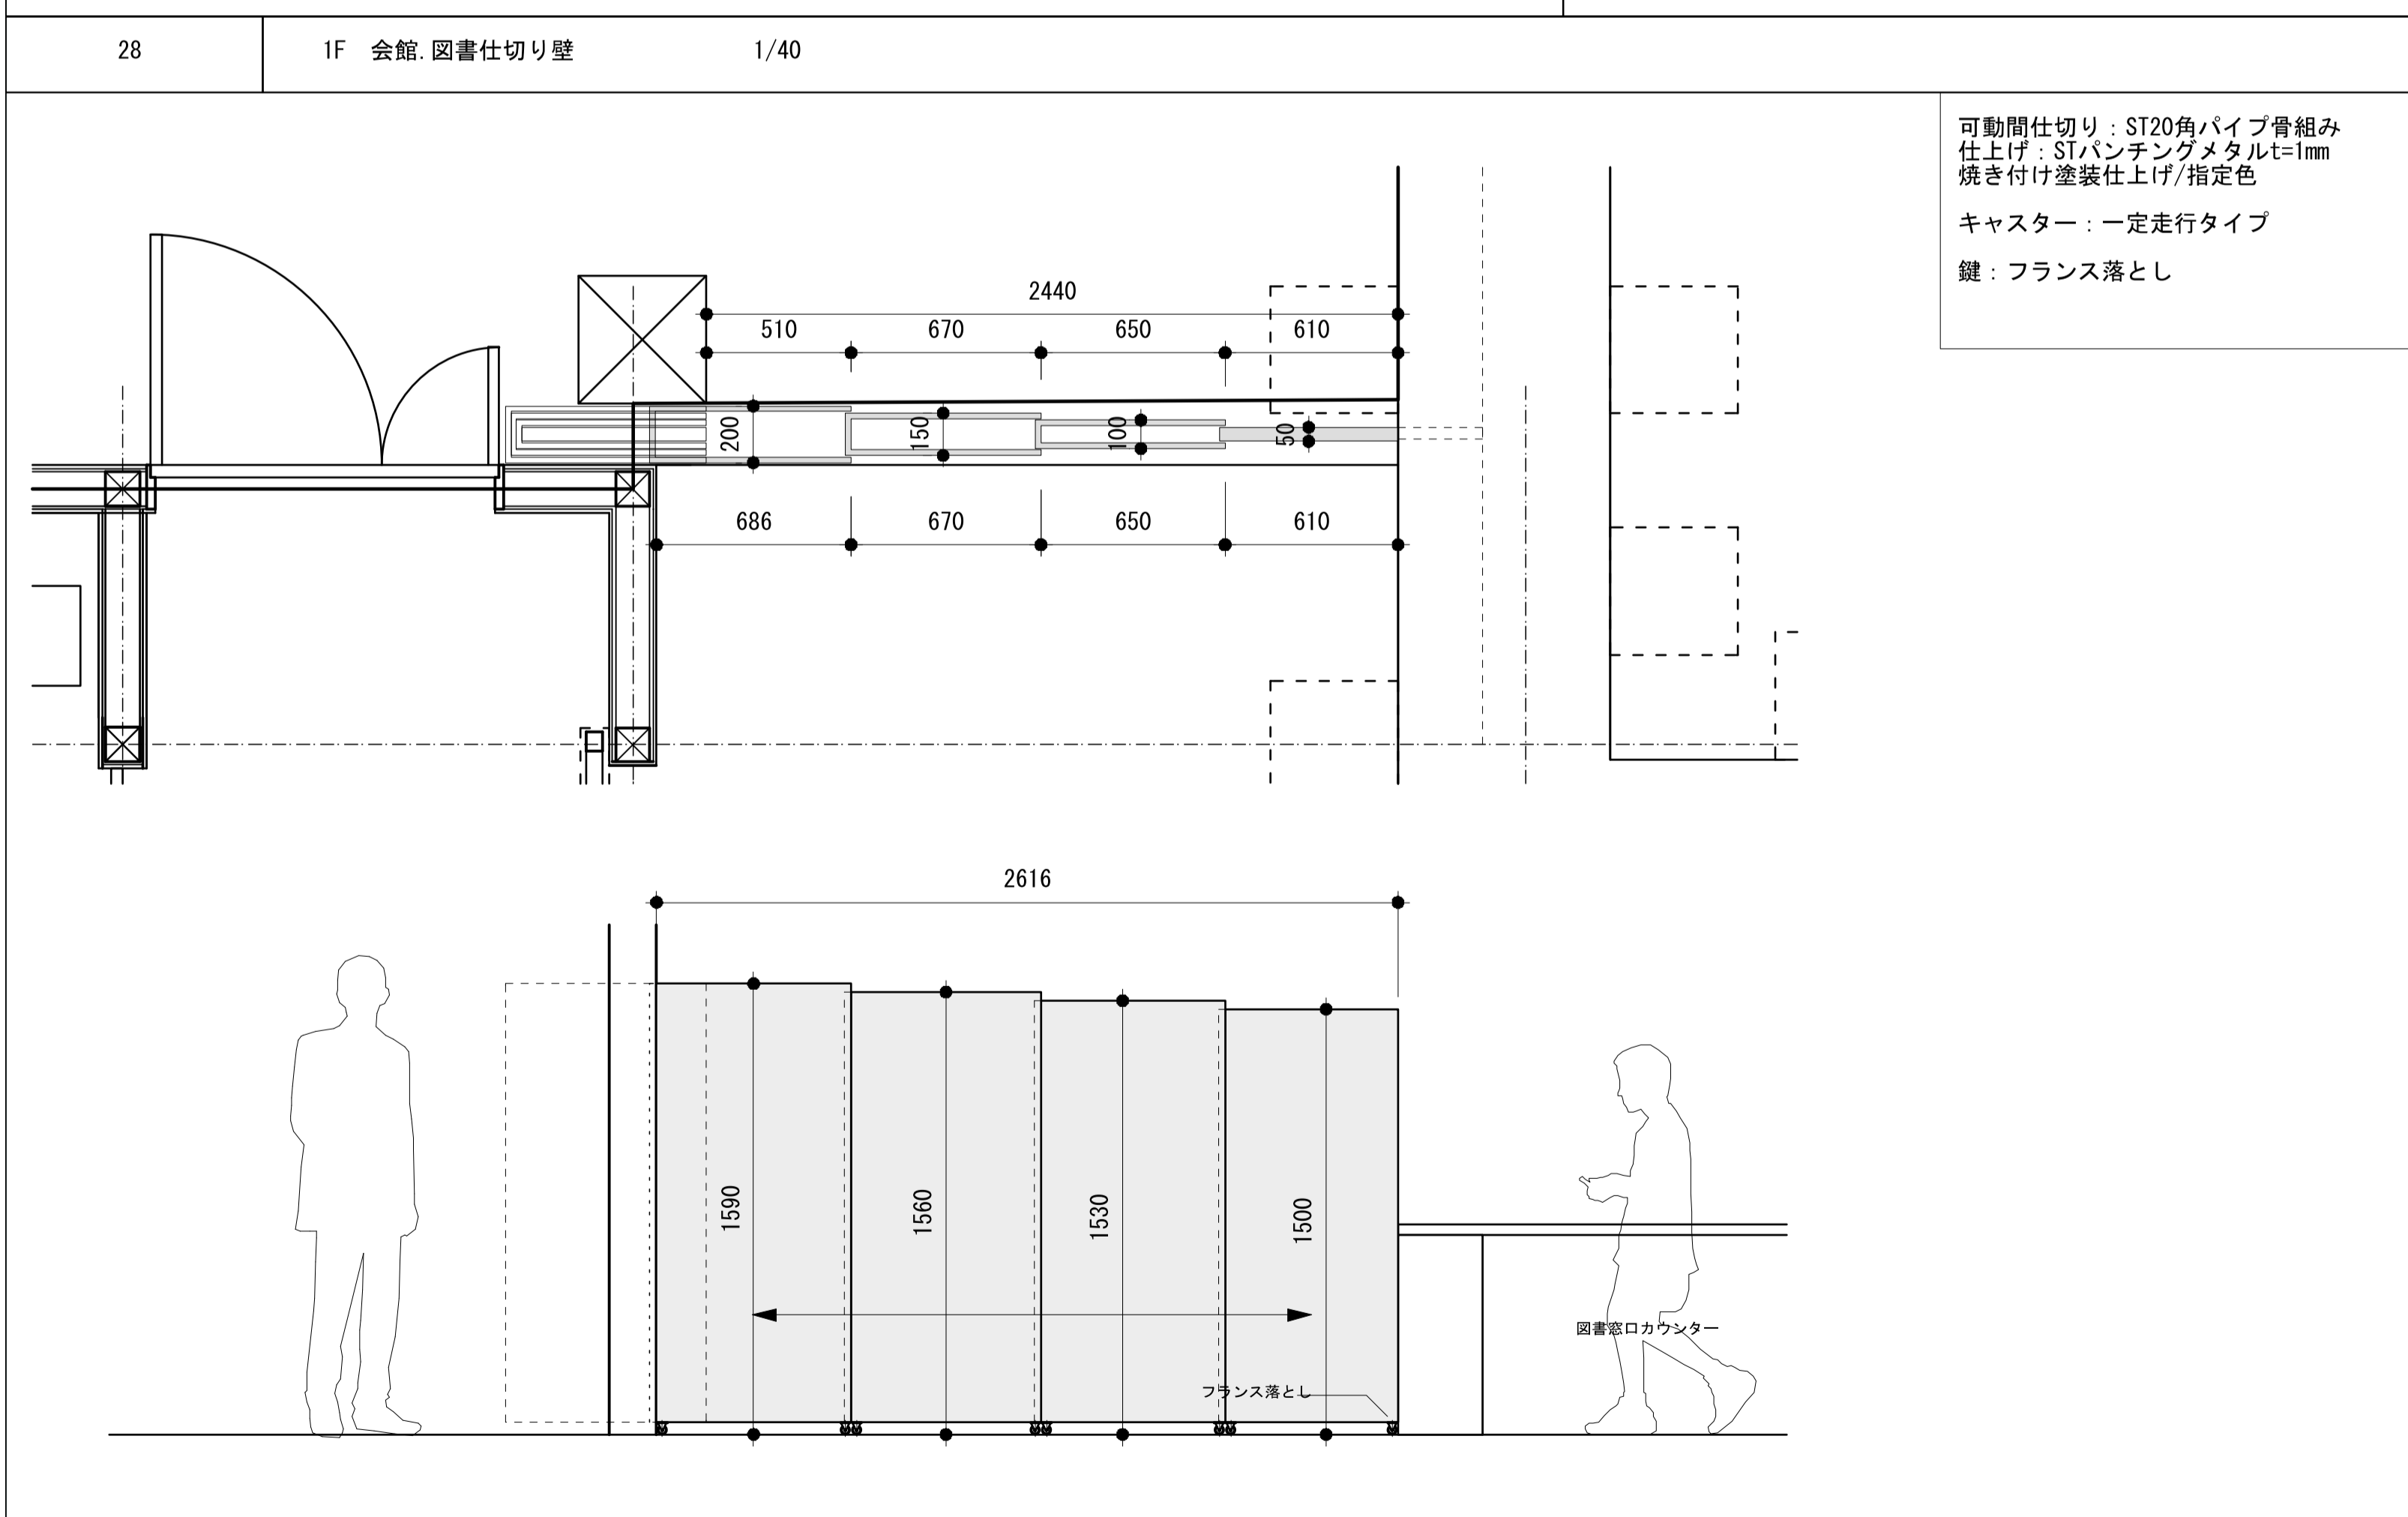 28
1F 会館.図書仕切り壁 1/40
可動間仕切り：ST20角パイプ骨組み
仕上げ：STパンチングメタルt=1mm
焼き付け塗装仕上げ/指定色
キャスター：一定走行タイプ
鍵：フランス落とし
2440
510 670 650 610
200 150 100 50
686 670 650 610
2616
1590 1560 1530 1500
図書窓口カウンター
フランス落とし